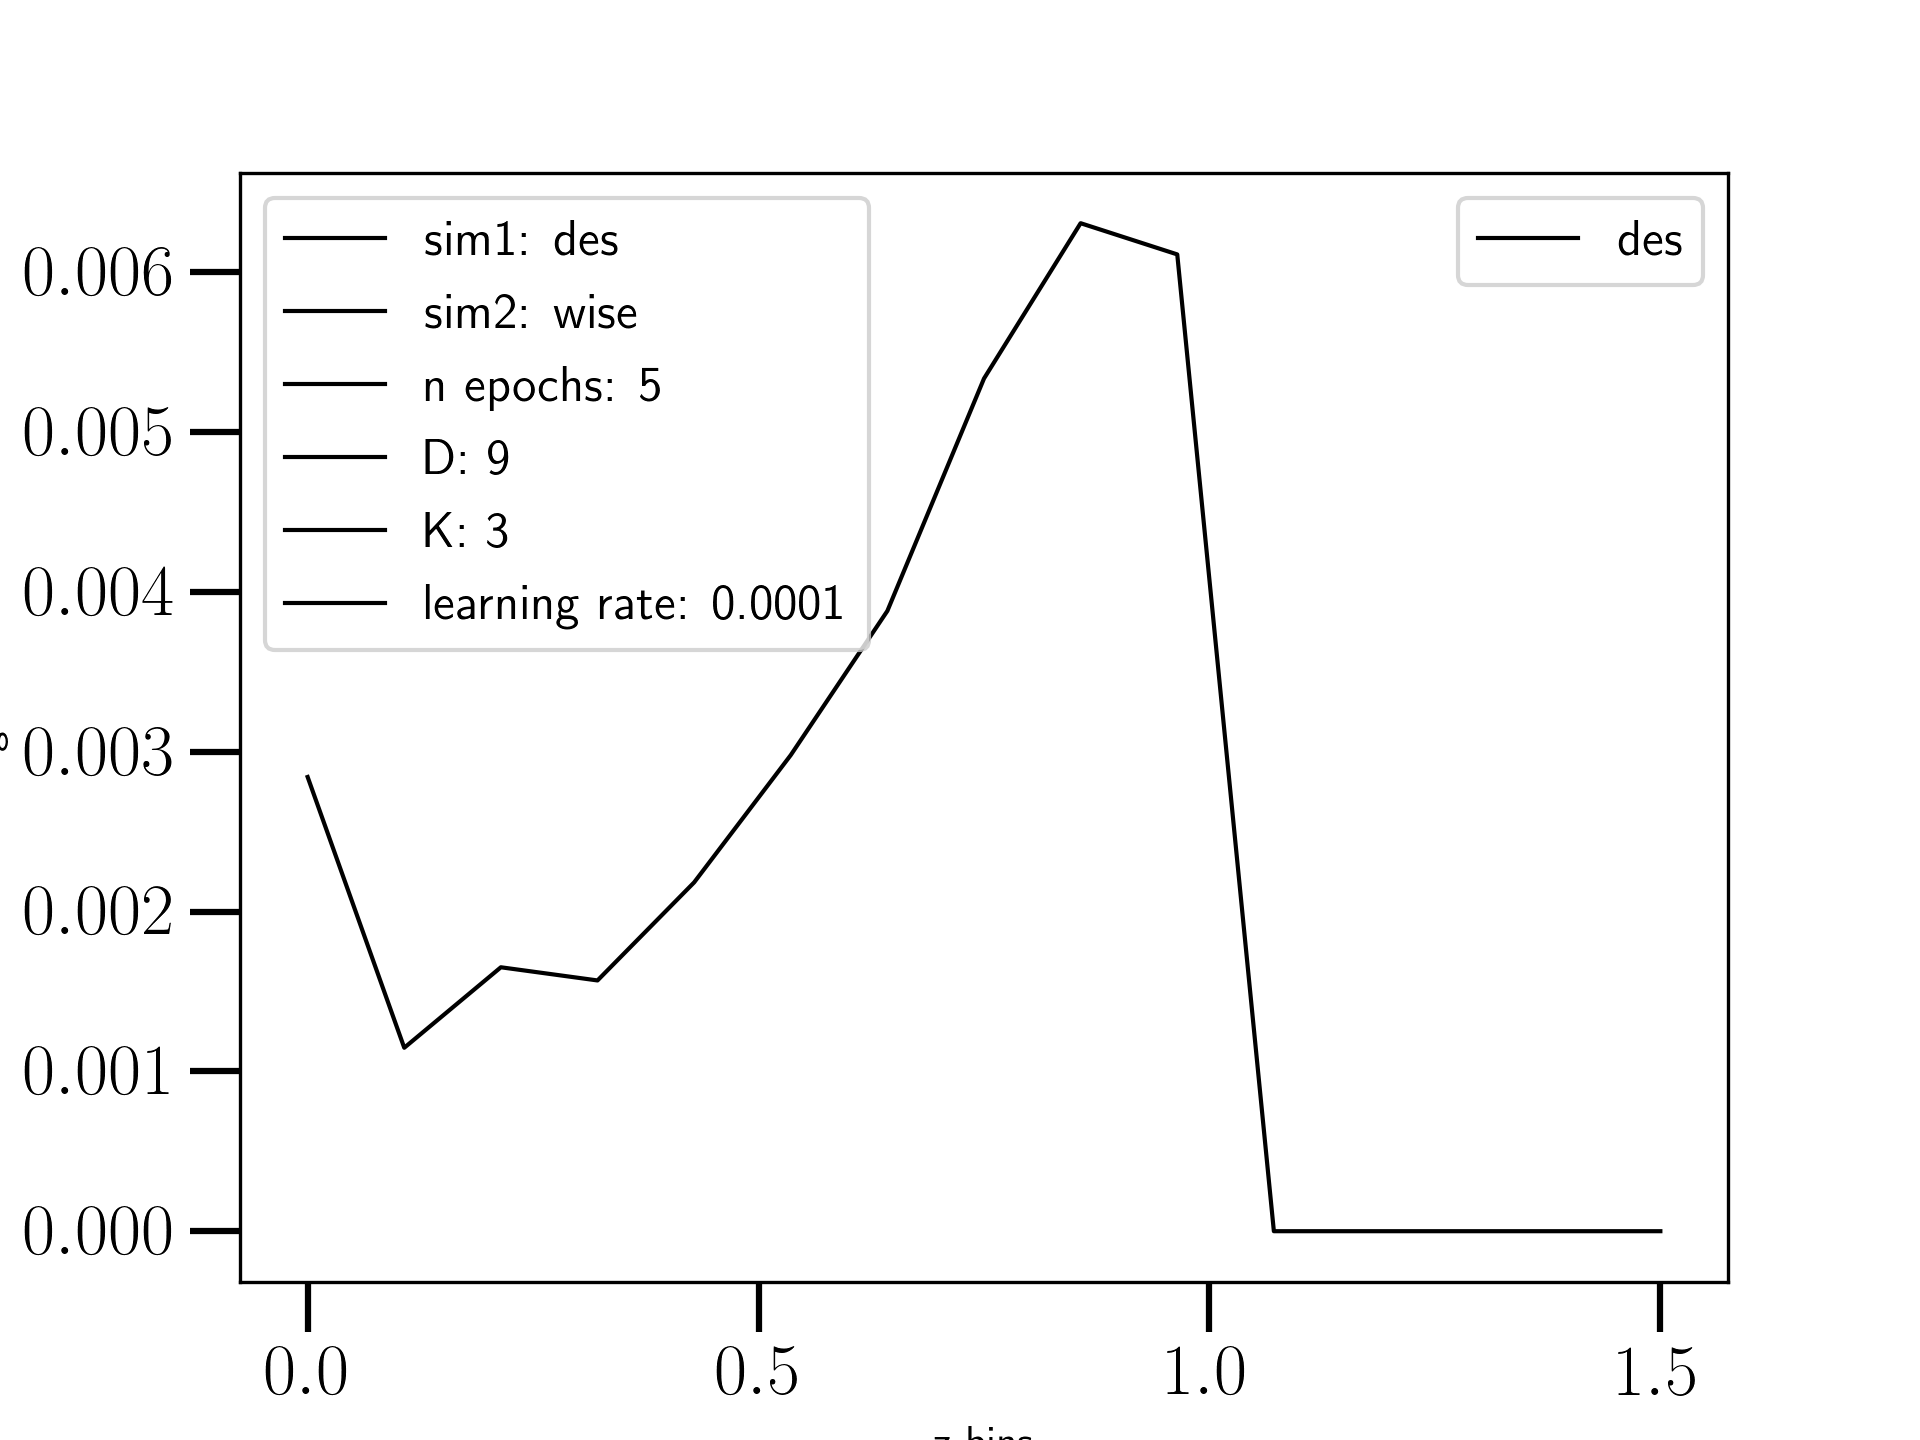 sim1: des
sim2: wise
n epochs: 5
D: 9
K: 3
learning rate: 0.0001
des
0.006
0.005
0.004
0.003
0.002
0.001
0.000
0.0 0.5 1.0 1.5
z bins